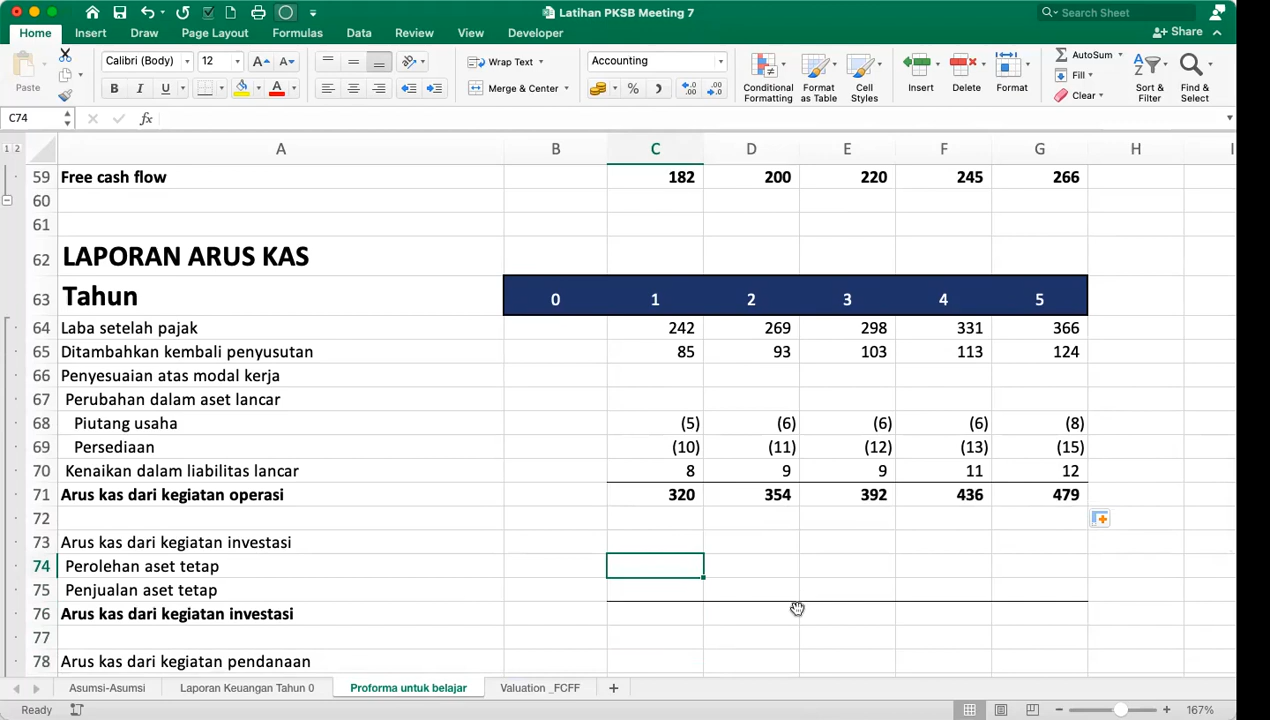 Latihan PKSB Meeting 7
Search Sheet
Home Insert Draw Page Layout Formulas Data Review View Developer
Share
Paste
Calibri (Body) 12
B I U
Wrap Text
Merge & Center
Accounting
Conditional Formatting
Format as Table
Cell Styles
Insert
Delete
Format
AutoSum
Fill
Clear
Sort & Filter
Find & Select
C74
fx
1 2
A B C D E F G H I
59 Free cash flow 182 200 220 245 266
60
61
62 LAPORAN ARUS KAS
63 Tahun 0 1 2 3 4 5
64 Laba setelah pajak 242 269 298 331 366
65 Ditambahkan kembali penyusutan 85 93 103 113 124
66 Penyesuaian atas modal kerja
67 Perubahan dalam aset lancar
68 Piutang usaha (5) (6) (6) (6) (8)
69 Persediaan (10) (11) (12) (13) (15)
70 Kenaikan dalam liabilitas lancar 8 9 9 11 12
71 Arus kas dari kegiatan operasi 320 354 392 436 479
72
73 Arus kas dari kegiatan investasi
74 Perolehan aset tetap
75 Penjualan aset tetap
76 Arus kas dari kegiatan investasi
77
78 Arus kas dari kegiatan pendanaan
Asumsi-Asumsi Laporan Keuangan Tahun 0 Proforma untuk belajar Valuation _FCFF
Ready
167%